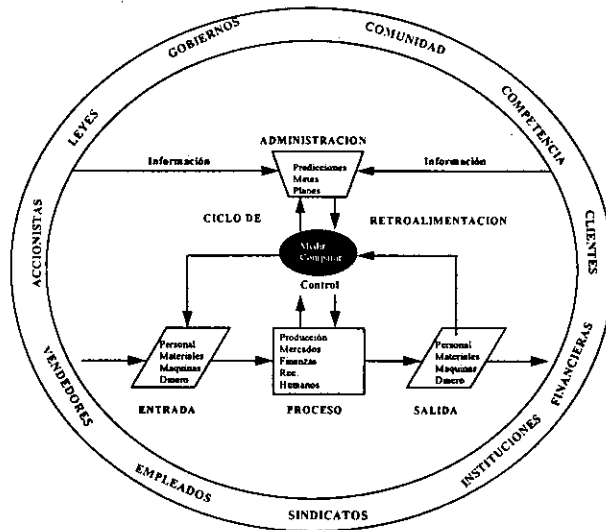 GOBIERNOS
COMUNIDAD
LEYES
COMPETENCIA
ADMINISTRACION
Información
Predicciones
Metas
Planes
Información
CICLO DE
RETROALIMENTACION
ACCIONISTAS
CLIENTES
Medir
Comparar
Control
Personal
Materiales
Maquinas
Dinero
Producción
Mercados
Finanzas
Rec.
Humanos
Personal
Materiales
Maquinas
Dinero
ENTRADA
PROCESO
SALIDA
VENDEDORES
FINANCIERAS
EMPLEADOS
INSTITUCIONES
SINDICATOS